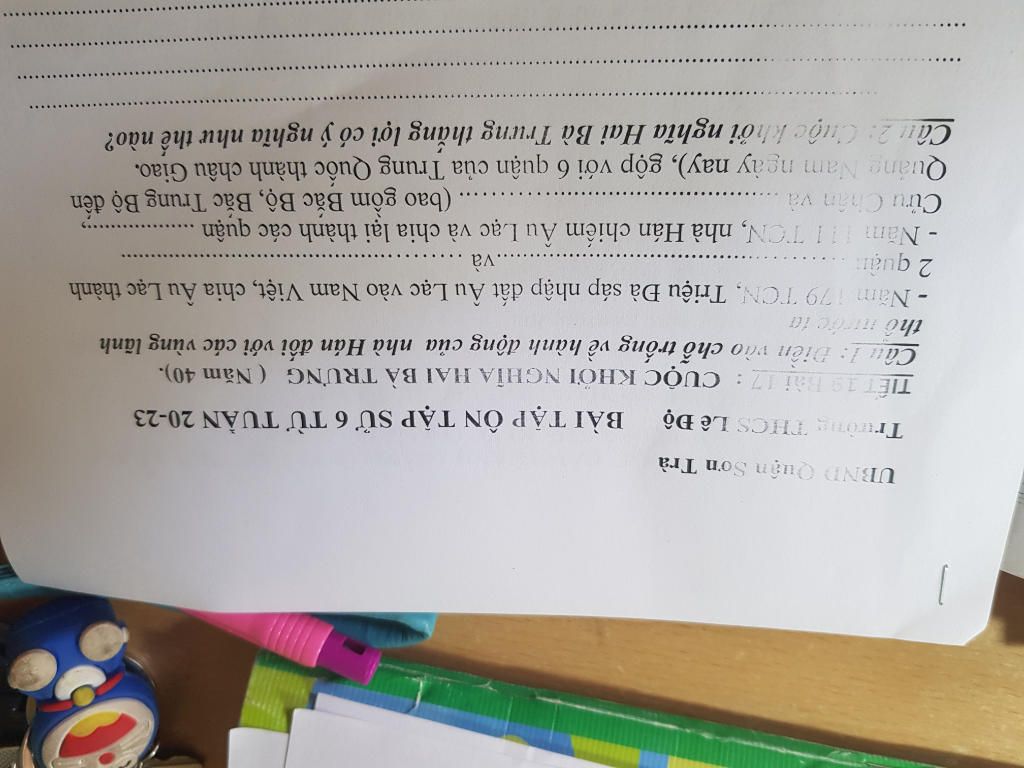 UBND Quận Sơn Trà
Trường THCS Lê Độ BÀI TẬP ÔN TẬP SỬ 6 TỪ TUẦN 20-23
TIẾT 19 Bài 17 : CUỘC KHỞI NGHĨA HAI BÀ TRƯNG ( Năm 40).
Câu 1: Điền vào chỗ trống về hành động của nhà Hán đối với các vùng lãnh
thổ nước ta
- Năm 179 TCN, Triệu Đà sáp nhập đất Âu Lạc vào Nam Việt, chia Âu Lạc thành
2 quận ................................................và ................................................
- Năm 111 TCN, nhà Hán chiếm Âu Lạc và chia lại thành các quận ..................,
Cửu Chân và ................................................ (bao gồm Bắc Bộ, Bắc Trung Bộ đến
Quảng Nam ngày nay), gộp với 6 quận của Trung Quốc thành châu Giao.
Câu 2: Cuộc khởi nghĩa Hai Bà Trưng thắng lợi có ý nghĩa như thế nào?